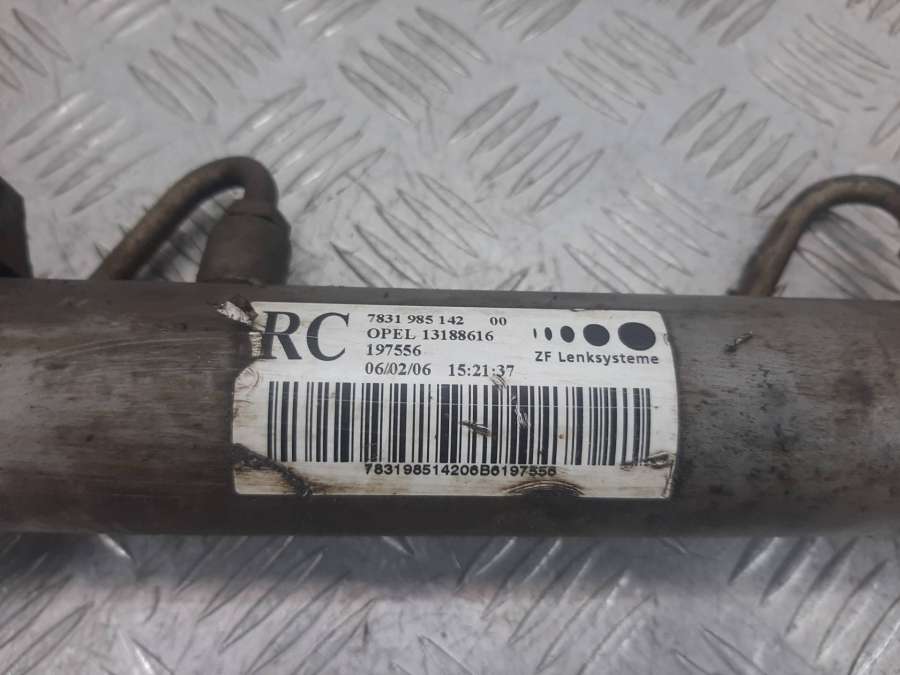 RC
7831 985 142 00
OPEL 13188616
197556
06/02/06 15:21:37
ZF Lenksysteme
783198514206B6197556